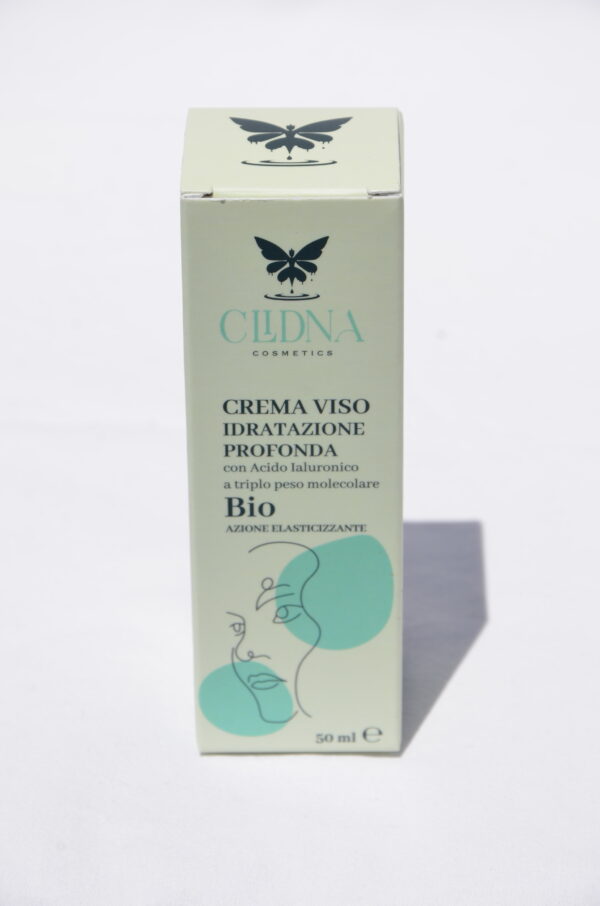 CLIDNA
COSMETICS
CREMA VISO
IDRATAZIONE
PROFONDA
con Acido Ialuronico
a triplo peso molecolare
Bio
AZIONE ELASTICIZZANTE
50 ml ℮